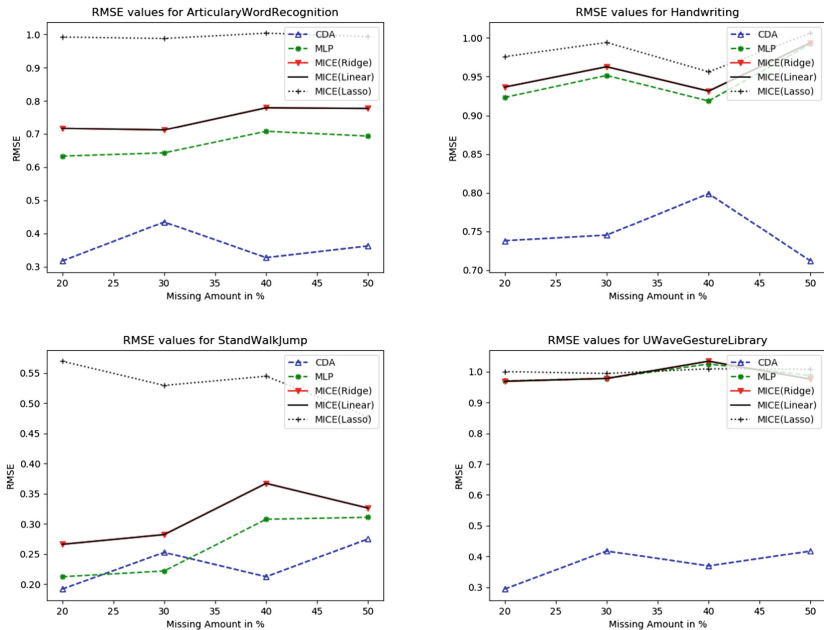 RMSE values for ArticularyWordRecognition
CDA
MLP
MICE(Ridge)
MICE(Linear)
MICE(Lasso)
RMSE
1.0
0.9
0.8
0.7
0.6
0.5
0.4
0.3
20 25 30 35 40 45 50
Missing Amount in %
RMSE values for Handwriting
CDA
MLP
MICE(Ridge)
MICE(Linear)
MICE(Lasso)
RMSE
1.00
0.95
0.90
0.85
0.80
0.75
0.70
20 25 30 35 40 45 50
Missing Amount in %
RMSE values for StandWalkJump
CDA
MLP
MICE(Ridge)
MICE(Linear)
MICE(Lasso)
RMSE
0.55
0.50
0.45
0.40
0.35
0.30
0.25
0.20
20 25 30 35 40 45 50
Missing Amount in %
RMSE values for UWaveGestureLibrary
CDA
MLP
MICE(Ridge)
MICE(Linear)
MICE(Lasso)
RMSE
1.0
0.9
0.8
0.7
0.6
0.5
0.4
0.3
20 25 30 35 40 45 50
Missing Amount in %